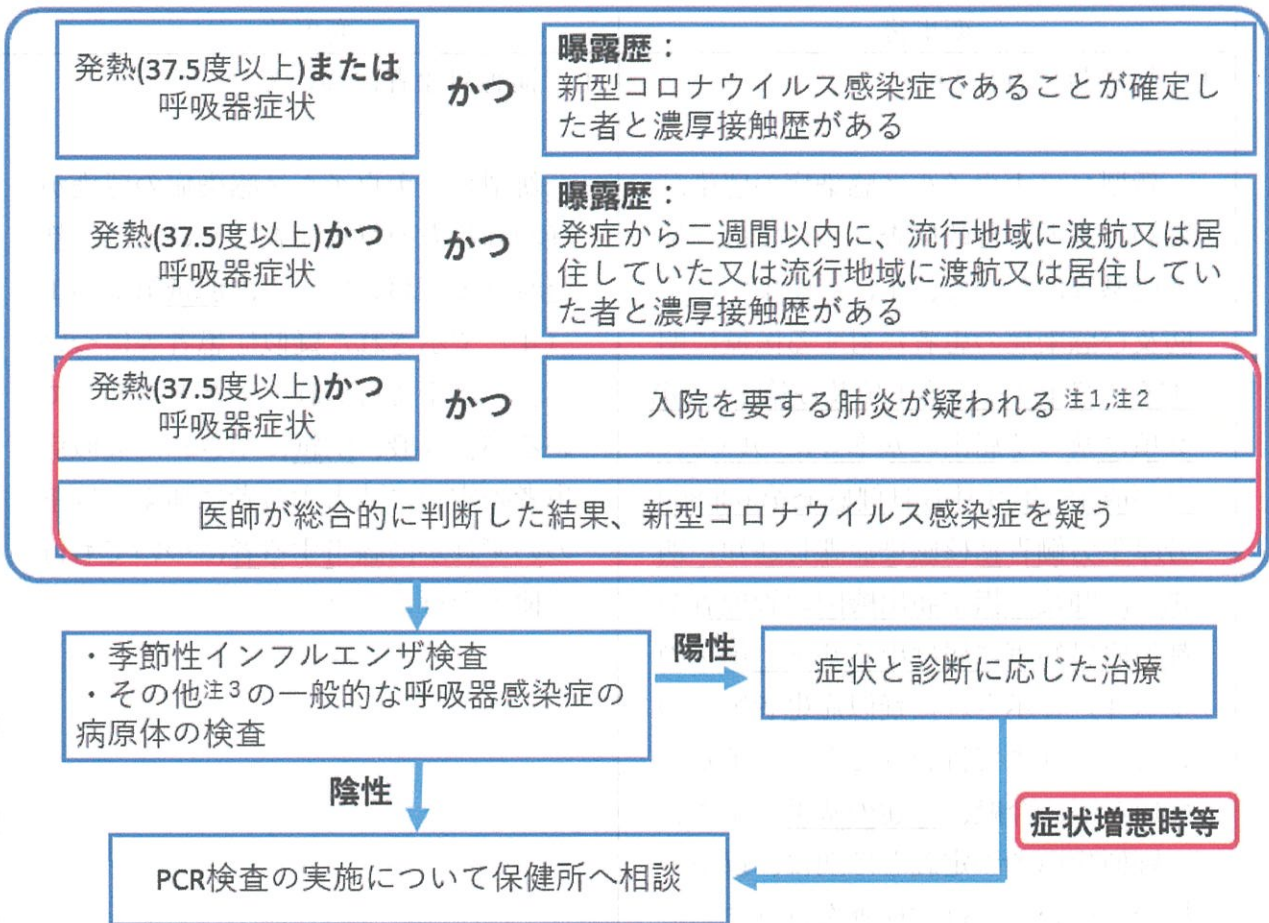 発熱(37.5度以上)または
呼吸器症状
かつ
曝露歴：
新型コロナウイルス感染症であることが確定し
た者と濃厚接触歴がある
発熱(37.5度以上)かつ
呼吸器症状
かつ
曝露歴：
発症から二週間以内に、流行地域に渡航又は居
住していた又は流行地域に渡航又は居住してい
た者と濃厚接触歴がある
発熱(37.5度以上)かつ
呼吸器症状
かつ
入院を要する肺炎が疑われる 注1,注2
医師が総合的に判断した結果、新型コロナウイルス感染症を疑う
・季節性インフルエンザ検査
・その他注3の一般的な呼吸器感染症の
病原体の検査
陽性
症状と診断に応じた治療
陰性
症状増悪時等
PCR検査の実施について保健所へ相談